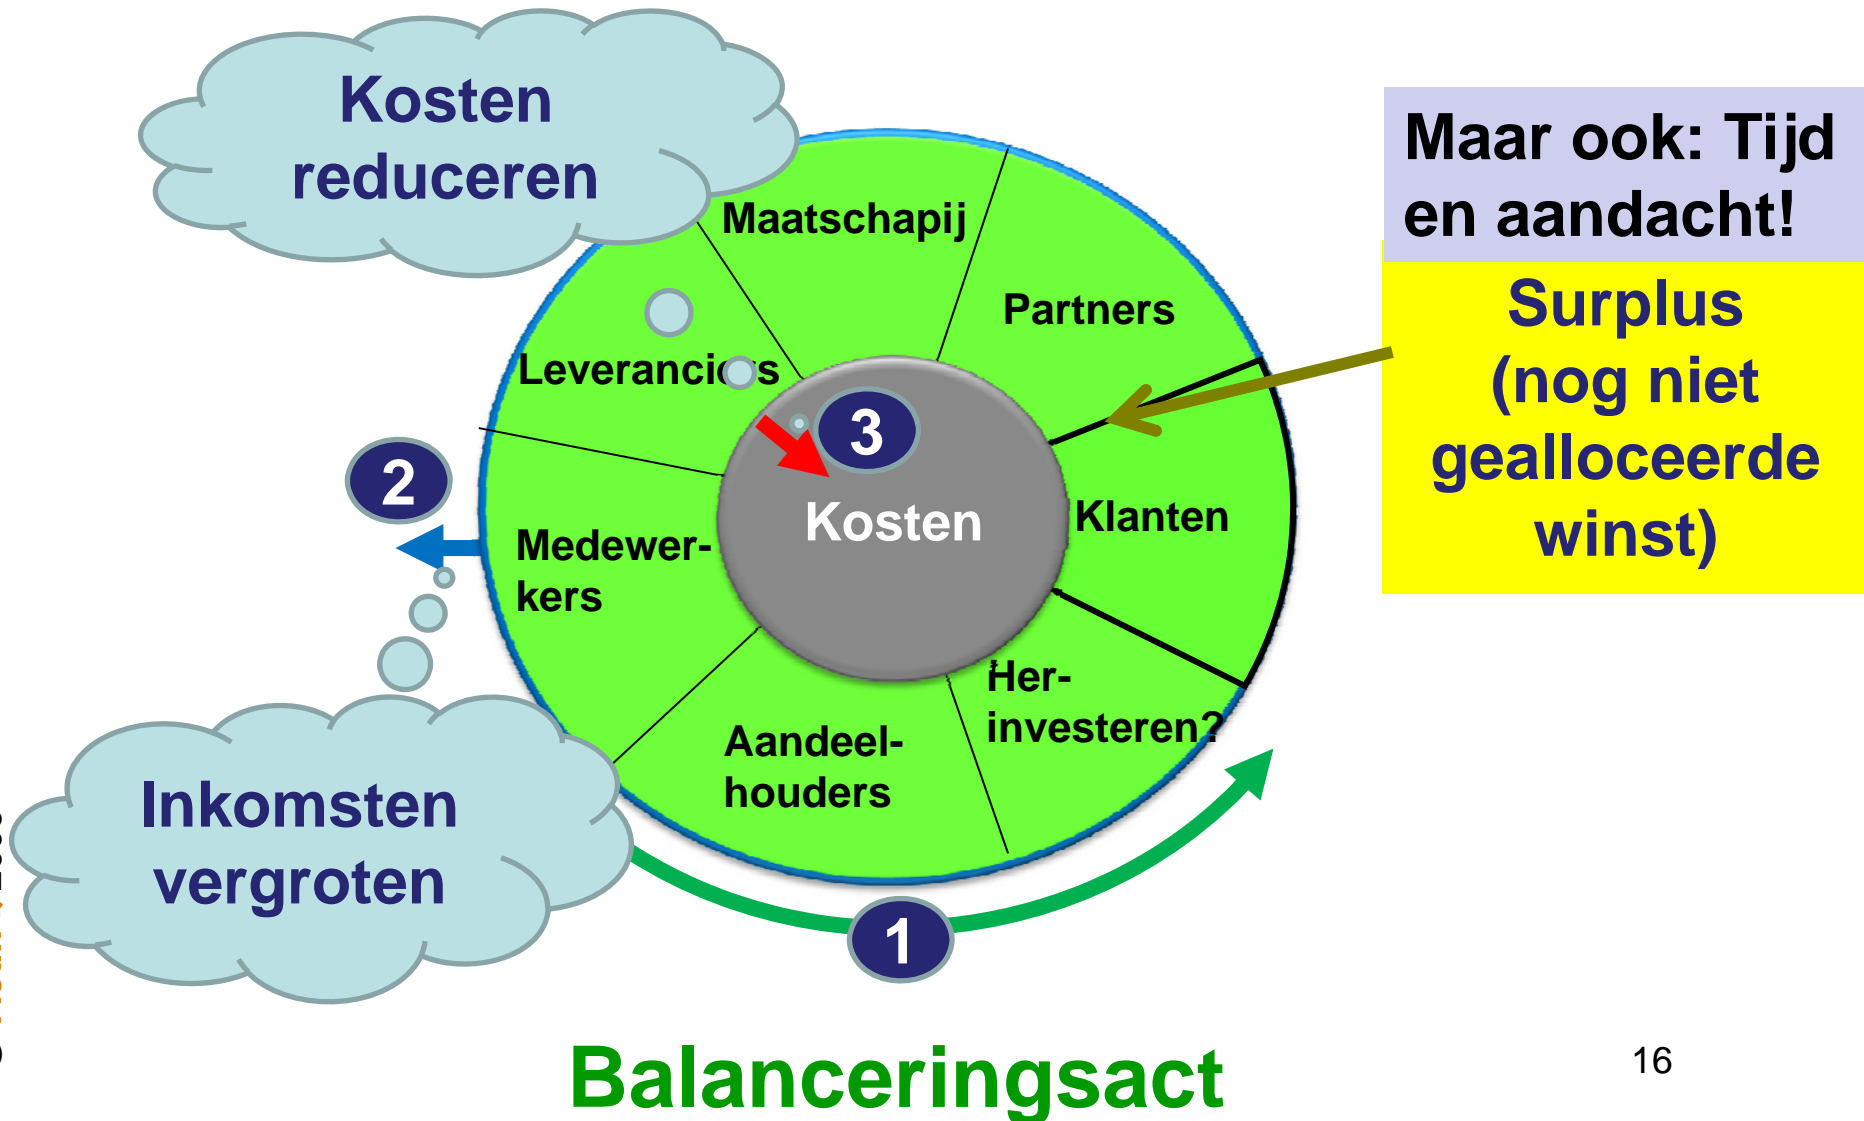 Kosten
reduceren
Maar ook: Tijd
en aandacht!
Maatschapij
Partners
Surplus
(nog niet
gealloceerde
winst)
Leveranciers
3
2
Kosten
Klanten
Medewer-
kers
Her-
investeren?
Aandeel-
houders
Inkomsten
vergroten
1
Balanceringsact
16